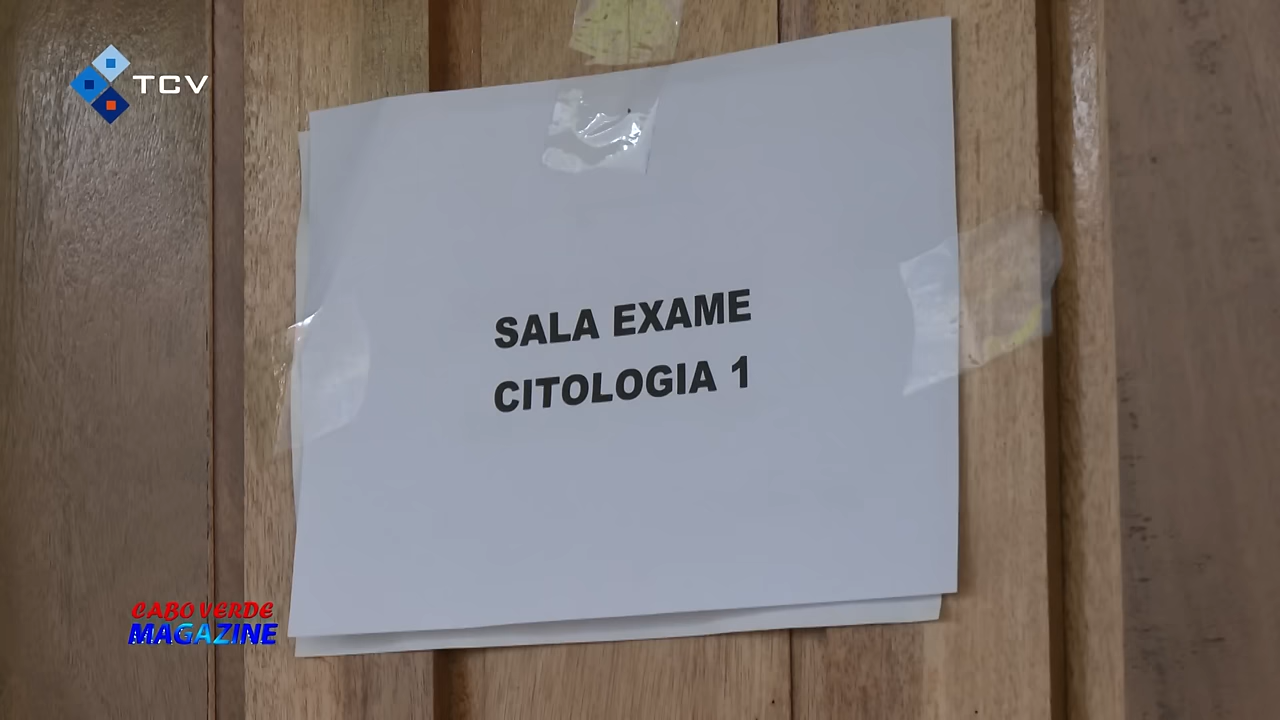 TCV
SALA EXAME
CITOLOGIA 1
CABO VERDE
MAGAZINE